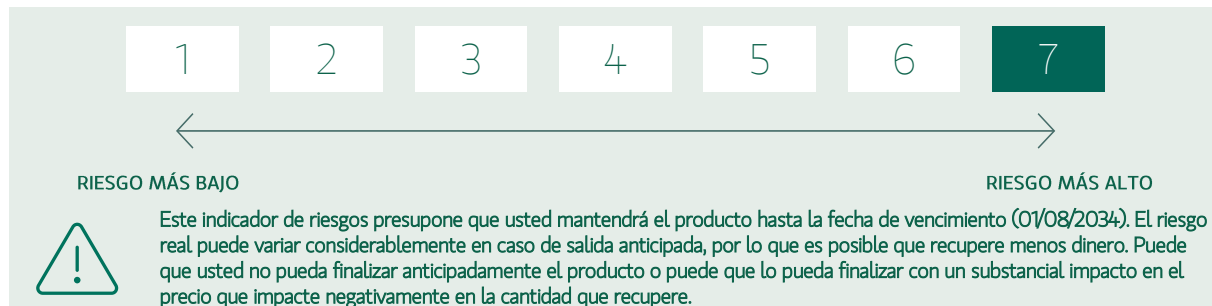 1 2 3 4 5 6 7
RIESGO MÁS BAJO RIESGO MÁS ALTO
Este indicador de riesgos presupone que usted mantendrá el producto hasta la fecha de vencimiento (01/08/2034). El riesgo
real puede variar considerablemente en caso de salida anticipada, por lo que es posible que recupere menos dinero. Puede
que usted no pueda finalizar anticipadamente el producto o puede que lo pueda finalizar con un substancial impacto en el
precio que impacte negativamente en la cantidad que recupere.